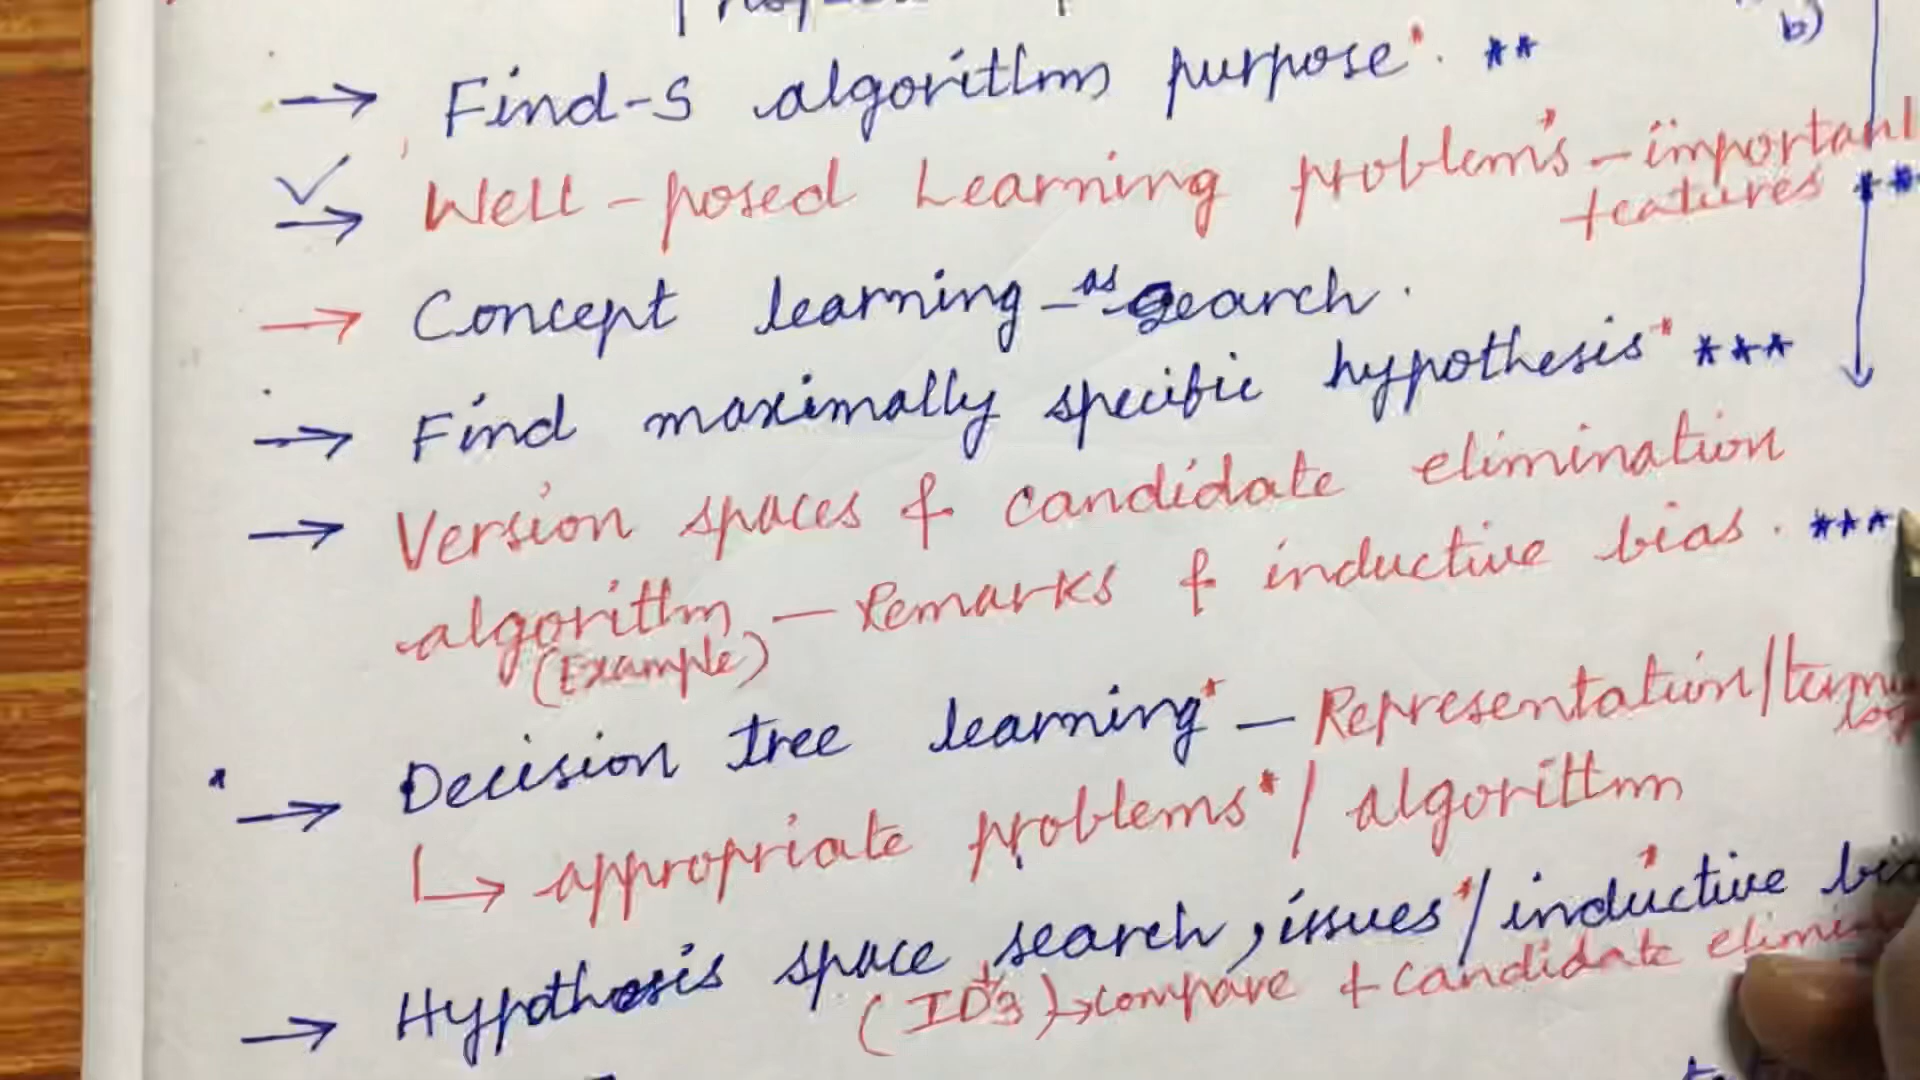 b)
→ Find-S algorithm purpose*. **
✓ → Well-posed Learning problem's* - important
features **
→ Concept learning - as search.
→ Find maximally specific hypothesis* ***
→ Version spaces & candidate elimination
algorithm - Remarks & inductive bias. ***
(Example)
* → Decision tree learning* - Representation/
↳ appropriate problems* / algorithm
→ Hypothesis space search, issues* / inductive
(ID3) → compare + candidate